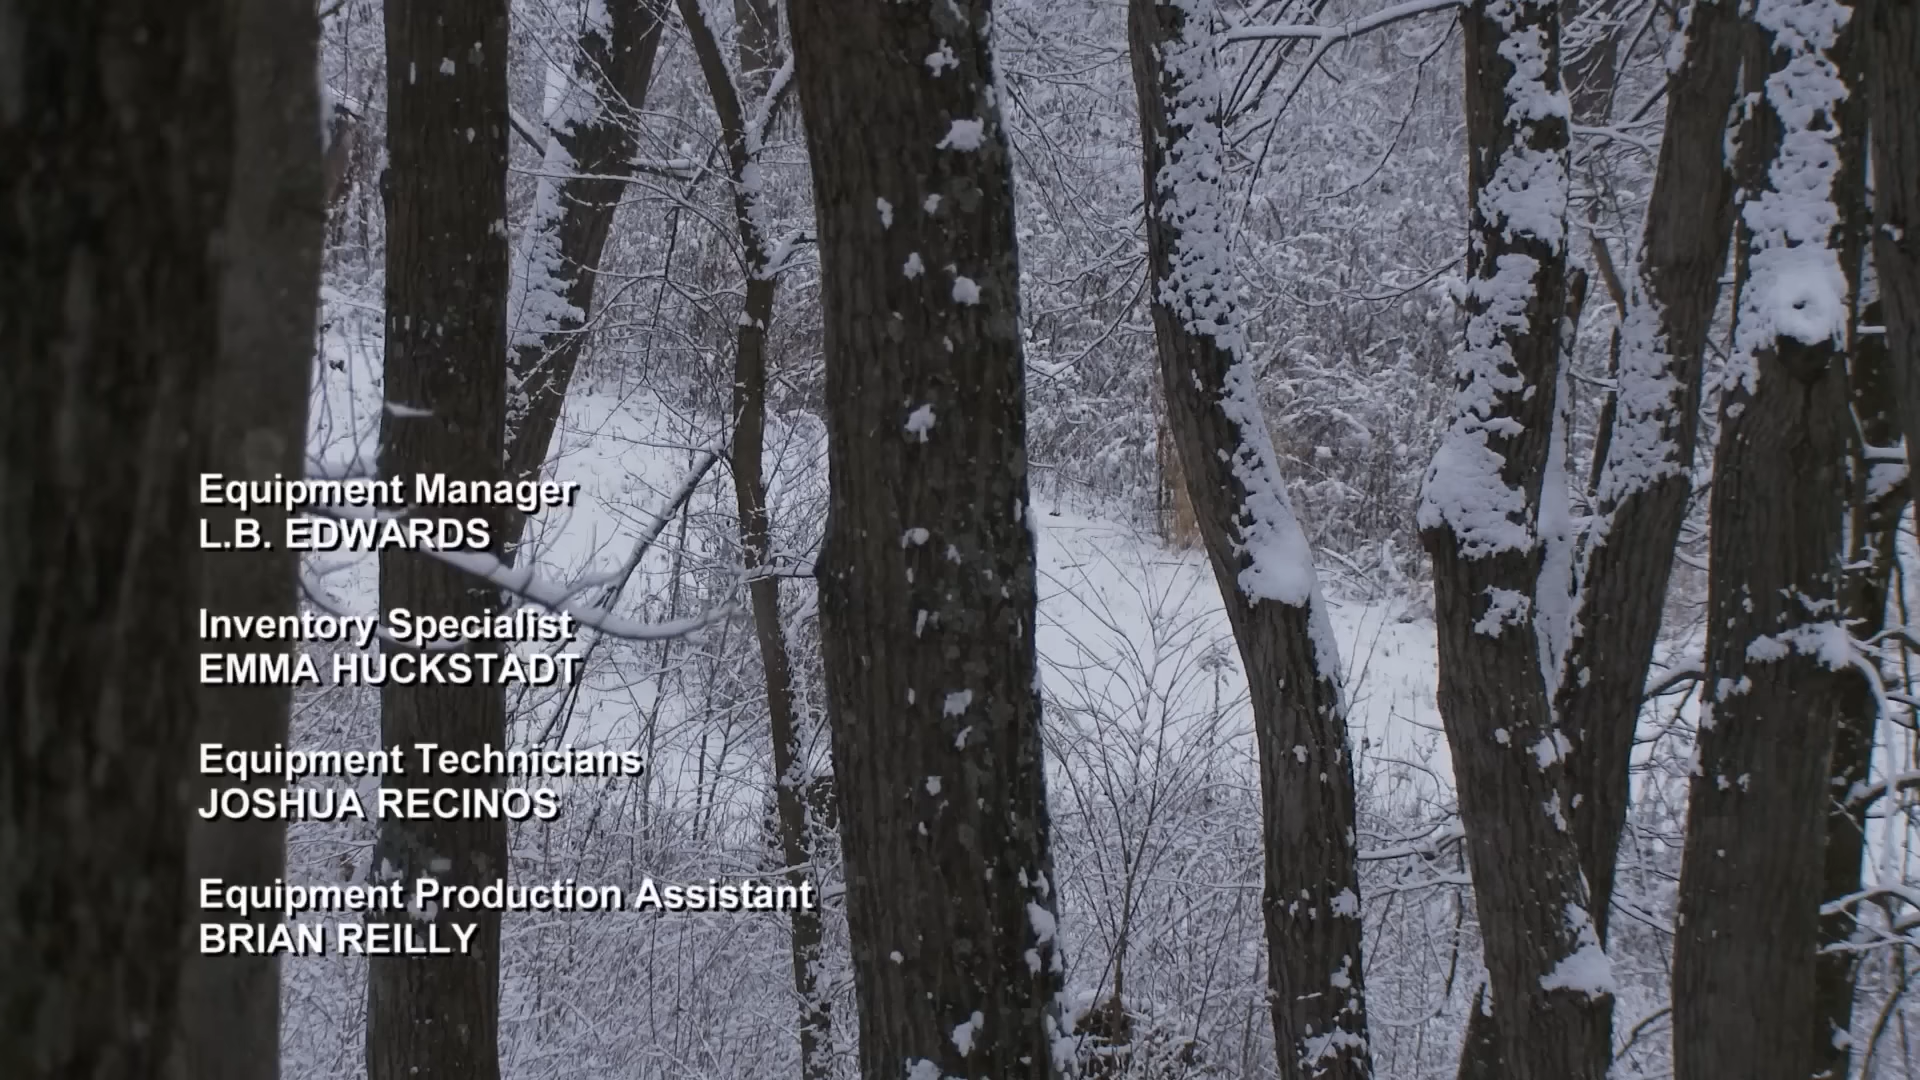 Equipment Manager
L.B. EDWARDS
Inventory Specialist
EMMA HUCKSTADT
Equipment Technicians
JOSHUA RECINOS
Equipment Production Assistant
BRIAN REILLY